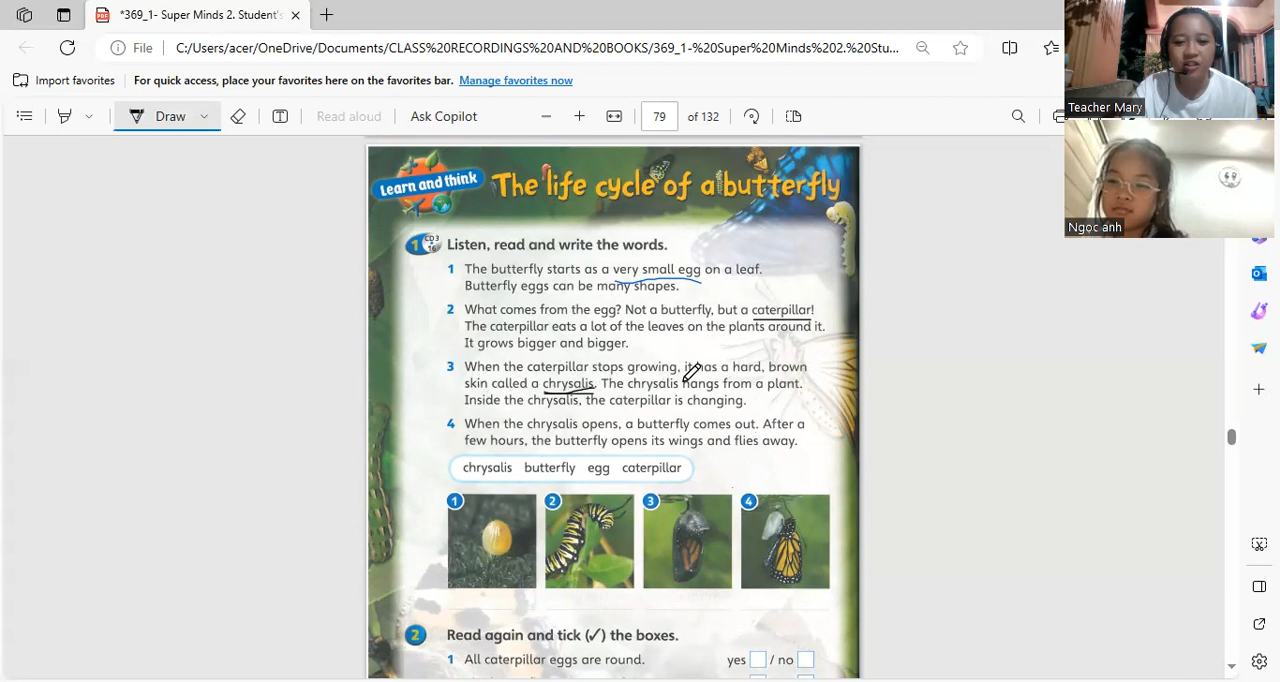 *369_1- Super Minds 2. Student's
File
C:/Users/acer/OneDrive/Documents/CLASS%20RECORDINGS%20AND%20BOOKS/369_1-%20Super%20Minds%202.%20Stu...
Import favorites
For quick access, place your favorites here on the favorites bar. Manage favorites now
Draw
Read aloud
Ask Copilot
79 of 132
Teacher Mary
Ngoc anh
Learn and think
The life cycle of a butterfly
1 CD3 16 Listen, read and write the words.
1 The butterfly starts as a very small egg on a leaf.
Butterfly eggs can be many shapes.
2 What comes from the egg? Not a butterfly, but a caterpillar!
The caterpillar eats a lot of the leaves on the plants around it.
It grows bigger and bigger.
3 When the caterpillar stops growing, it has a hard, brown
skin called a chrysalis. The chrysalis hangs from a plant.
Inside the chrysalis, the caterpillar is changing.
4 When the chrysalis opens, a butterfly comes out. After a
few hours, the butterfly opens its wings and flies away.
chrysalis butterfly egg caterpillar
1 2 3 4
2 Read again and tick (✓) the boxes.
1 All caterpillar eggs are round. yes / no